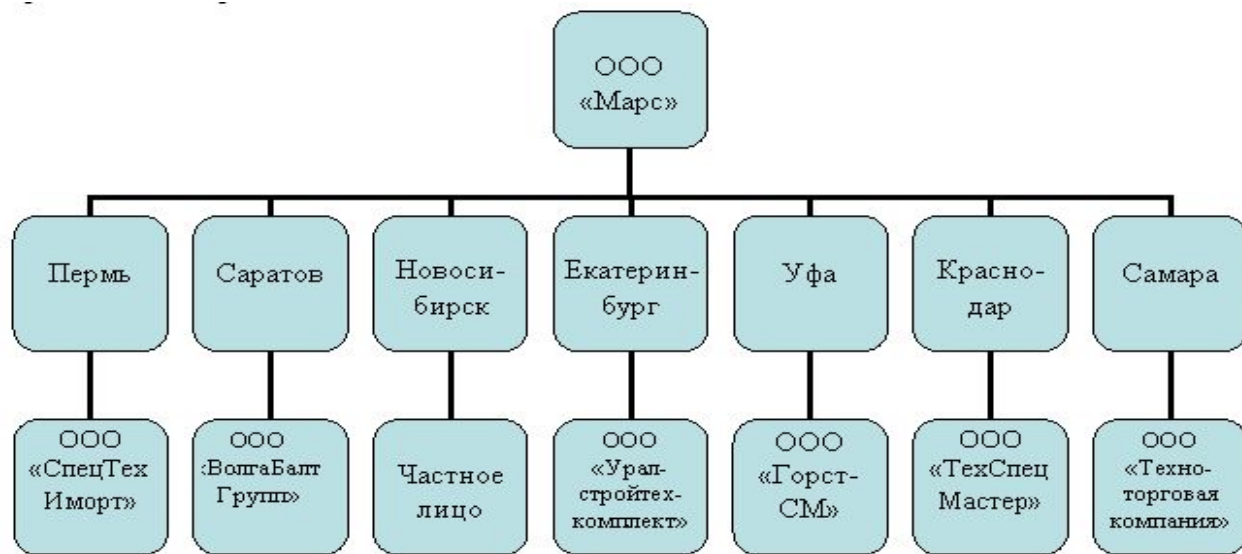 ООО
«Марс»
Пермь
Саратов
Новоси-
бирск
Екатерин-
бург
Уфа
Красно-
дар
Самара
ООО
«СпецТех
Иморт»
ООО
«ВолгаБалт
Групп»
Частное
лицо
ООО
«Урал-
стройтех-
комплект»
ООО
«Горст-
СМ»
ООО
«ТехСпец
Мастер»
ООО
«Техно-
торговая
компания»